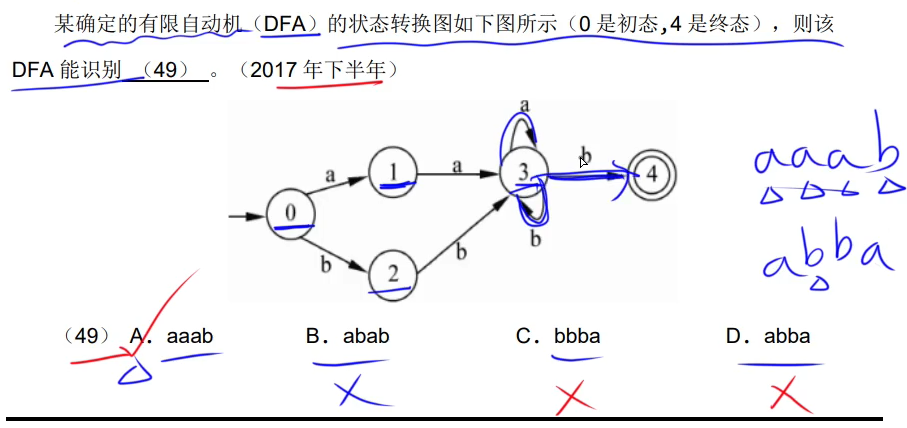 某确定的有限自动机（DFA）的状态转换图如下图所示（0 是初态,4 是终态），则该
DFA 能识别 （49） 。（2017 年下半年）
a
a a b
0 1 3 4
b b b
2
aaab
abba
（49） A．aaab B．abab C．bbba D．abba